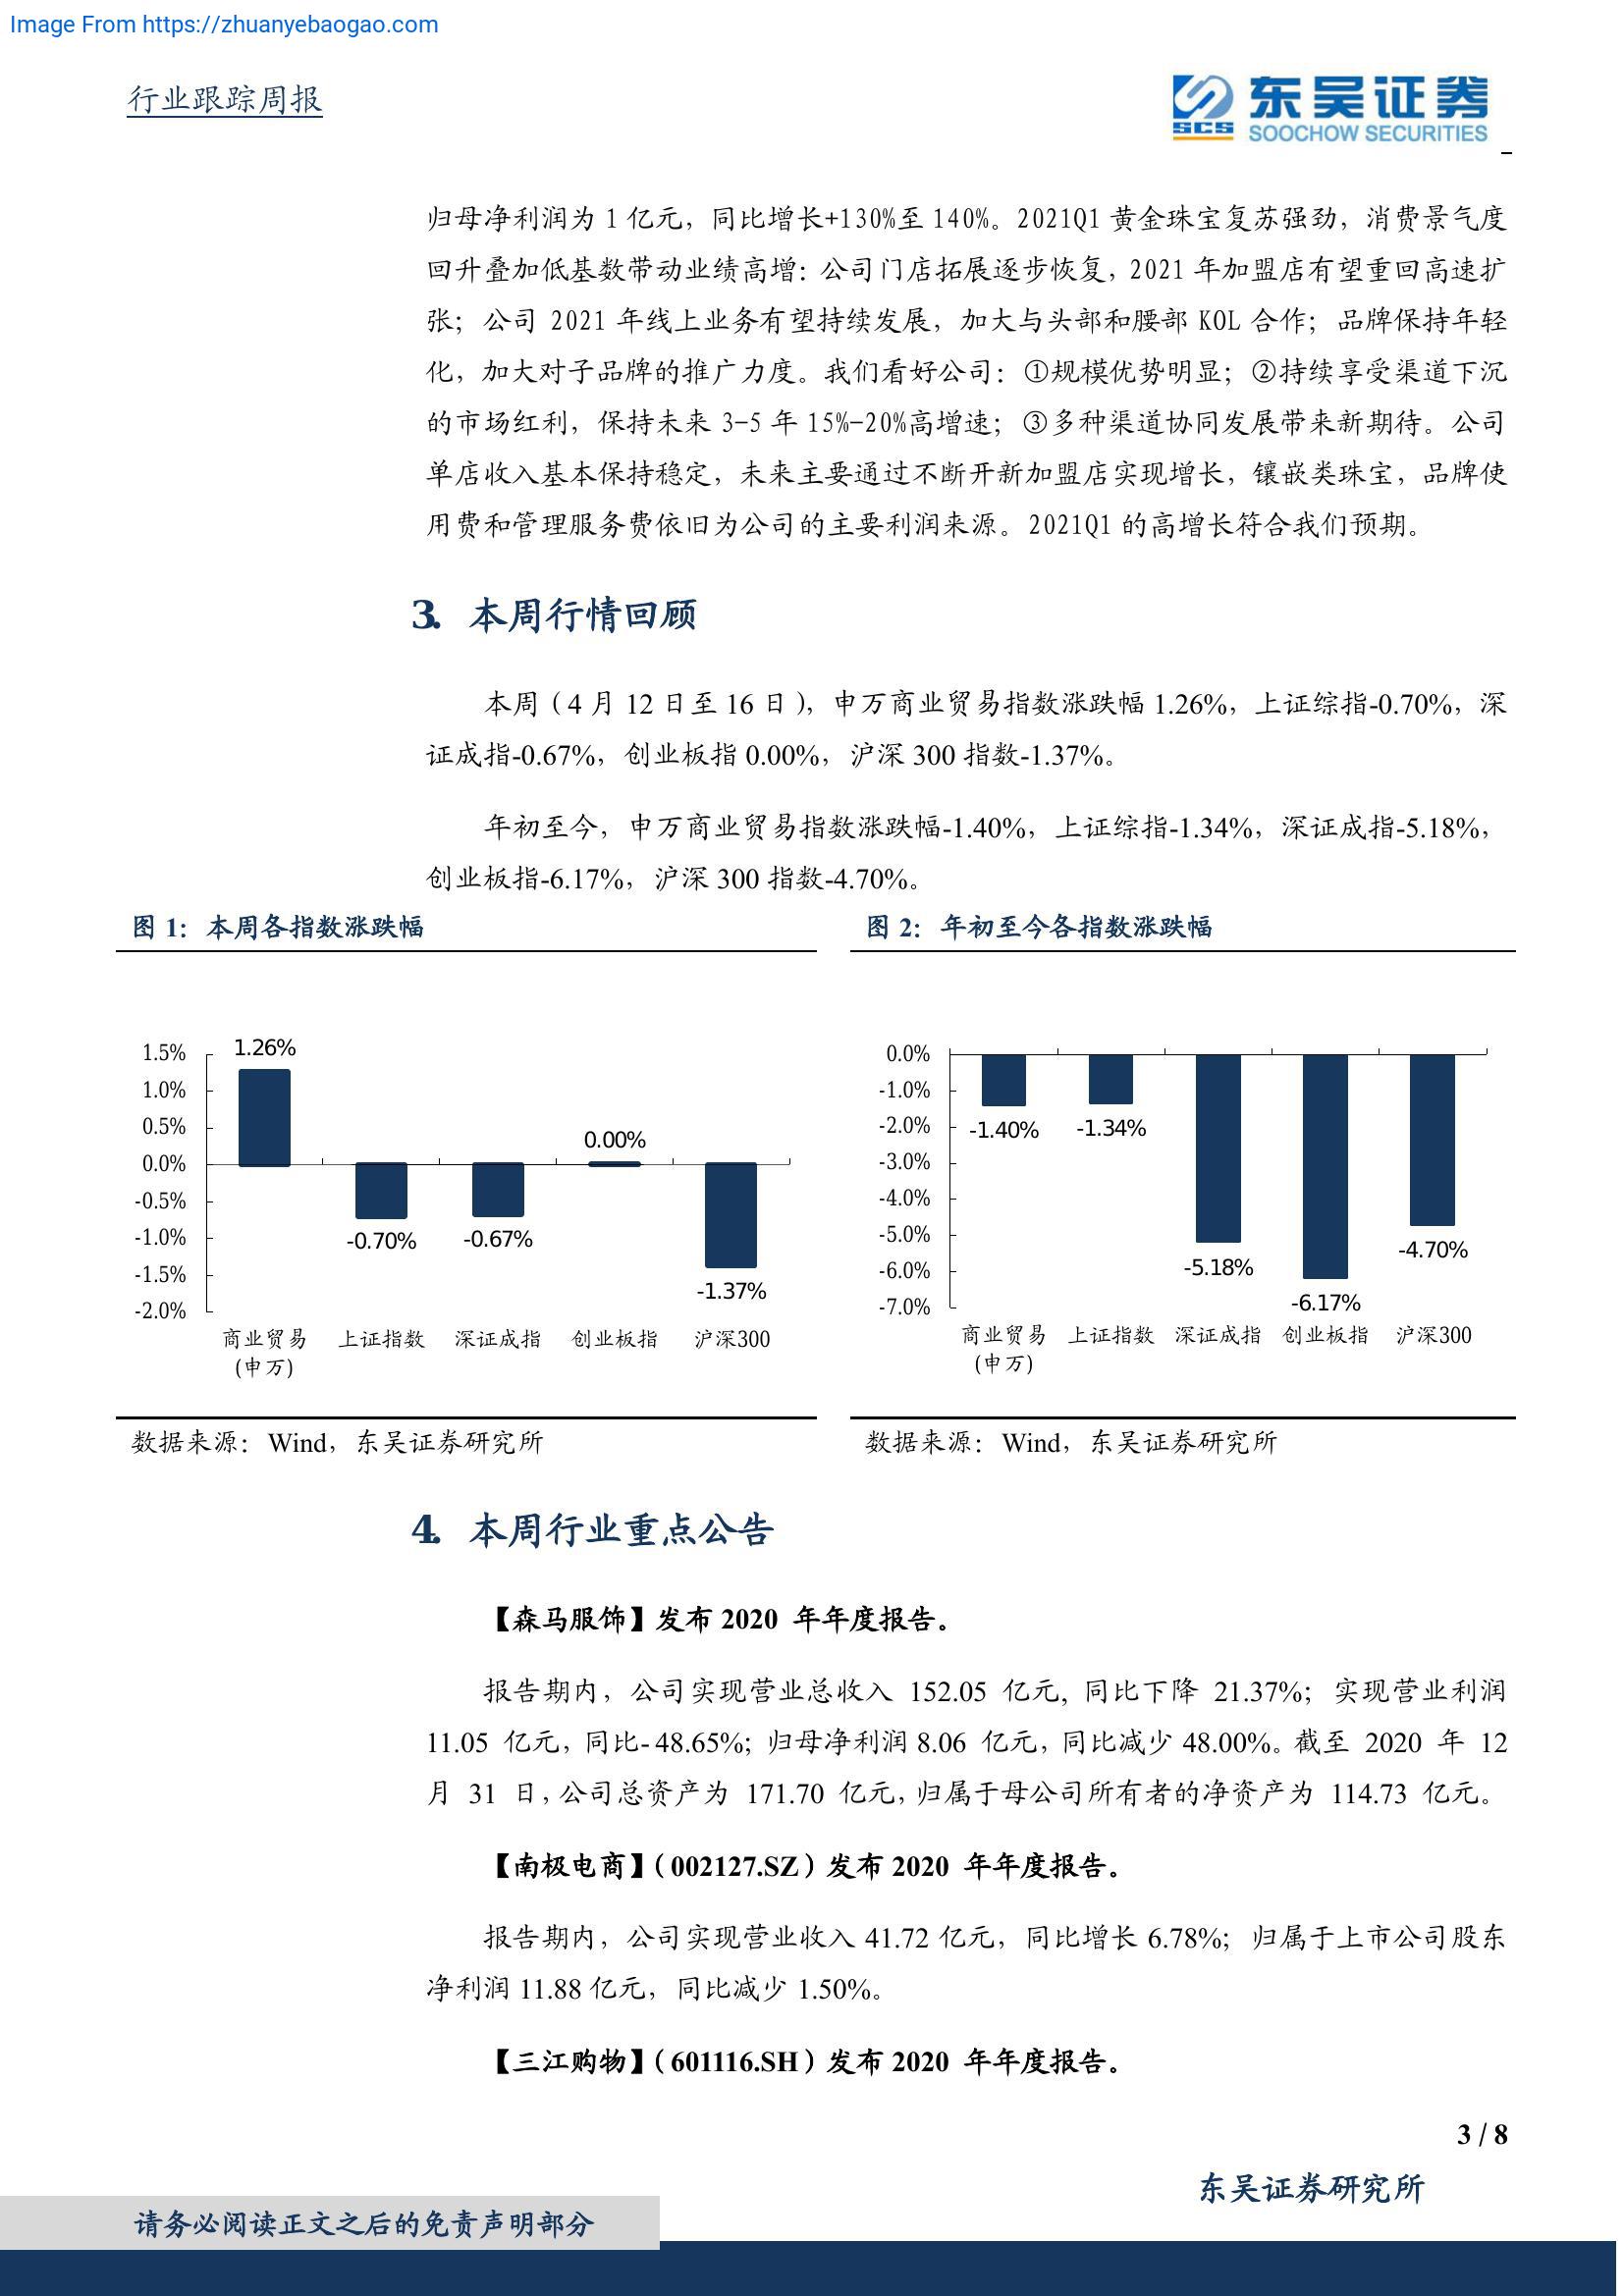 Image From https://zhuanyebaogao.com
行业跟踪周报
东吴证券
SCS
SOOCHOW SECURITIES
归母净利润为 1 亿元，同比增长+130%至 140%。2021Q1 黄金珠宝复苏强劲，消费景气度
回升叠加低基数带动业绩高增：公司门店拓展逐步恢复，2021 年加盟店有望重回高速扩
张；公司 2021 年线上业务有望持续发展，加大与头部和腰部 KOL 合作；品牌保持年轻
化，加大对子品牌的推广力度。我们看好公司：①规模优势明显；②持续享受渠道下沉
的市场红利，保持未来 3-5 年 15%-20%高增速；③多种渠道协同发展带来新期待。公司
单店收入基本保持稳定，未来主要通过不断开新加盟店实现增长，镶嵌类珠宝，品牌使
用费和管理服务费依旧为公司的主要利润来源。2021Q1 的高增长符合我们预期。
3. 本周行情回顾
本周（4 月 12 日至 16 日），申万商业贸易指数涨跌幅 1.26%，上证综指-0.70%，深
证成指-0.67%，创业板指 0.00%，沪深 300 指数-1.37%。
年初至今，申万商业贸易指数涨跌幅-1.40%，上证综指-1.34%，深证成指-5.18%，
创业板指-6.17%，沪深 300 指数-4.70%。
图 1：本周各指数涨跌幅
1.5%
1.0%
0.5%
0.0%
-0.5%
-1.0%
-1.5%
-2.0%
1.26%
-0.70%
-0.67%
0.00%
-1.37%
商业贸易 上证指数 深证成指 创业板指 沪深300
(申万)
数据来源：Wind，东吴证券研究所
图 2：年初至今各指数涨跌幅
0.0%
-1.0%
-2.0%
-3.0%
-4.0%
-5.0%
-6.0%
-7.0%
-1.40%
-1.34%
-5.18%
-6.17%
-4.70%
商业贸易 上证指数 深证成指 创业板指 沪深300
(申万)
数据来源：Wind，东吴证券研究所
4. 本周行业重点公告
【森马服饰】发布 2020 年年度报告。
报告期内，公司实现营业总收入 152.05 亿元, 同比下降 21.37%；实现营业利润
11.05 亿元，同比- 48.65%；归母净利润 8.06 亿元，同比减少 48.00%。截至 2020 年 12
月 31 日，公司总资产为 171.70 亿元，归属于母公司所有者的净资产为 114.73 亿元。
【南极电商】（002127.SZ）发布 2020 年年度报告。
报告期内，公司实现营业收入 41.72 亿元，同比增长 6.78%；归属于上市公司股东
净利润 11.88 亿元，同比减少 1.50%。
【三江购物】（601116.SH）发布 2020 年年度报告。
3 / 8
东吴证券研究所
请务必阅读正文之后的免责声明部分